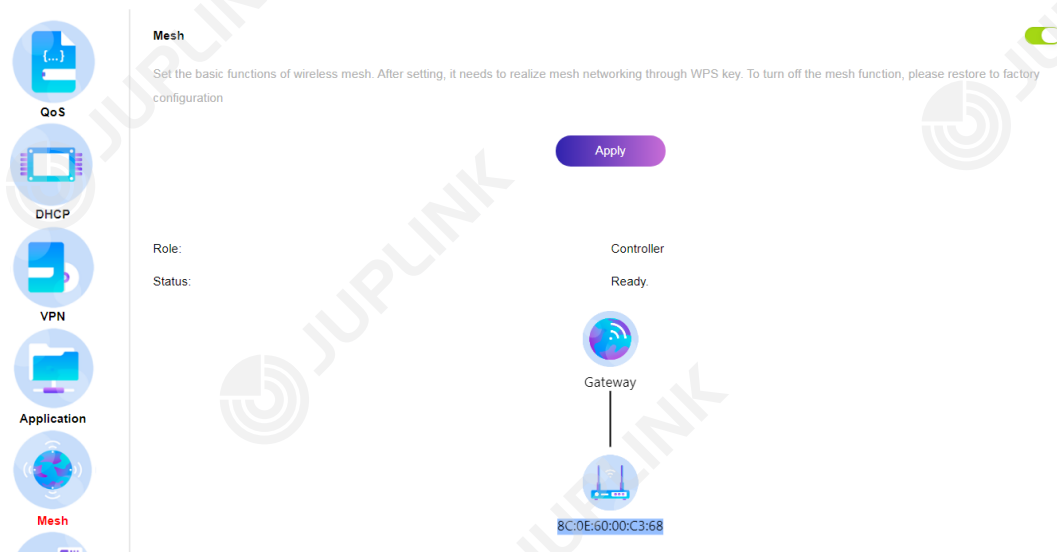 Mesh
Set the basic functions of wireless mesh. After setting, it needs to realize mesh networking through WPS key. To turn off the mesh function, please restore to factory
configuration
Apply
Role: Controller
Status: Ready.
Gateway
8C:0E:60:00:C3:68
{...}
QoS
DHCP
VPN
Application
Mesh
JUPLINK
JUPLINK
JUPLINK